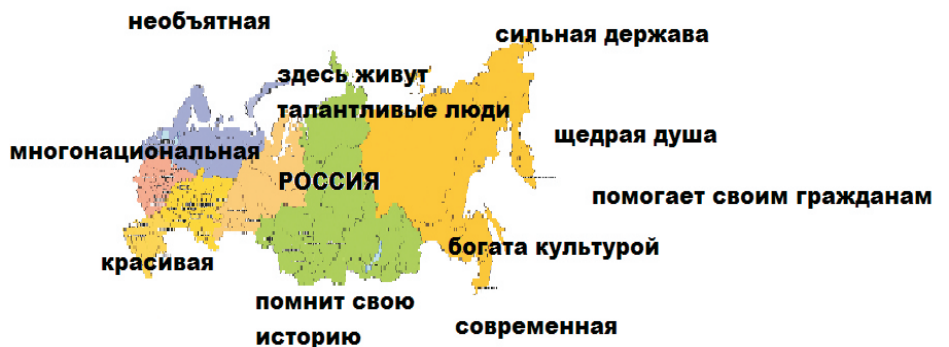 необъятная
сильная держава
здесь живут
талантливые люди
щедрая душа
многонациональная
РОССИЯ
помогает своим гражданам
богата культурой
красивая
помнит свою
историю
современная